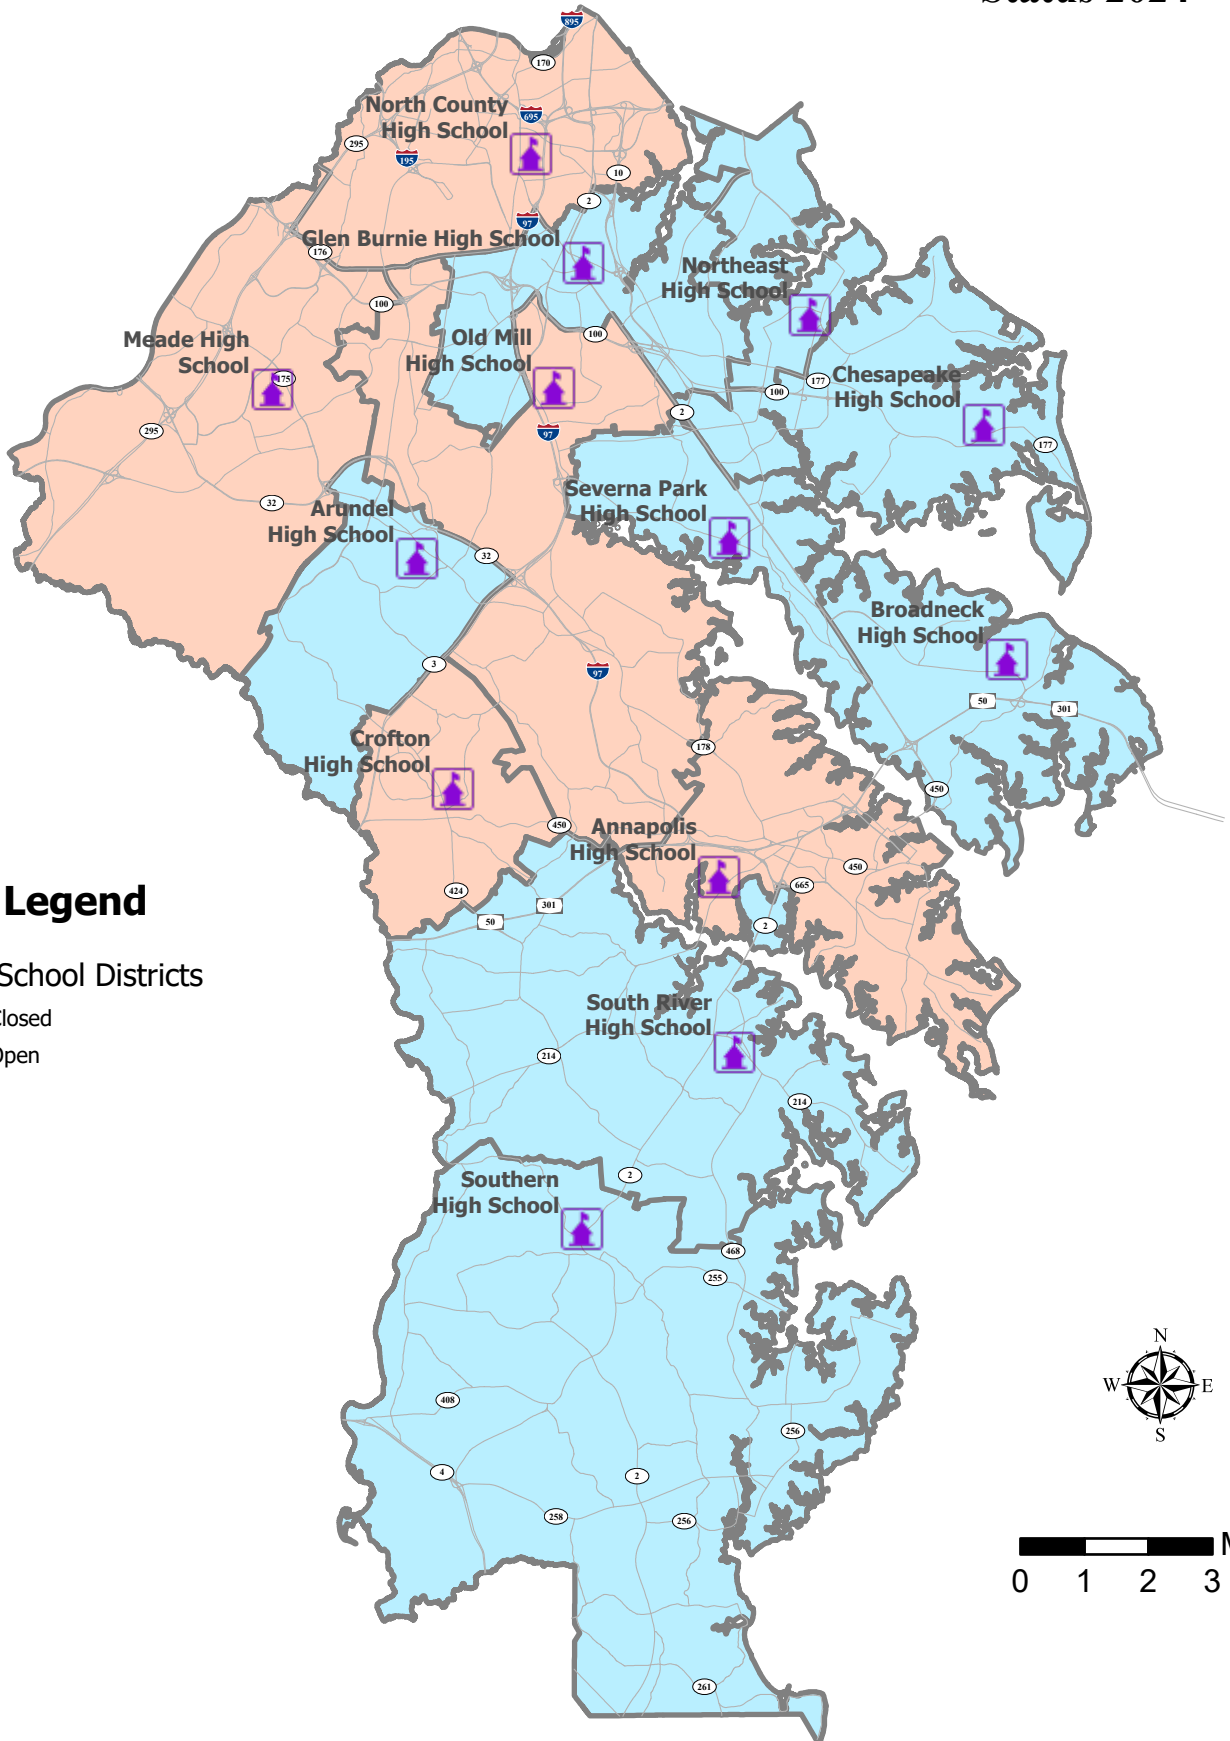 Status 2024
895
170
North County
High School
695
295
195
10
2
97
Glen Burnie High School
176
Northeast
High School
100
Meade High
School
175
Old Mill
High School
100
177
100
Chesapeake
High School
2
295
97
177
32
Severna Park
High School
Arundel
High School
32
Broadneck
High School
3
97
50
301
178
Crofton
High School
450
450
Annapolis
High School
450
665
424
301
50
2
Legend
School Districts
Closed
Open
South River
High School
214
214
2
Southern
High School
468
255
N
W
E
S
408
256
4
2
258
256
0 1 2 3
261